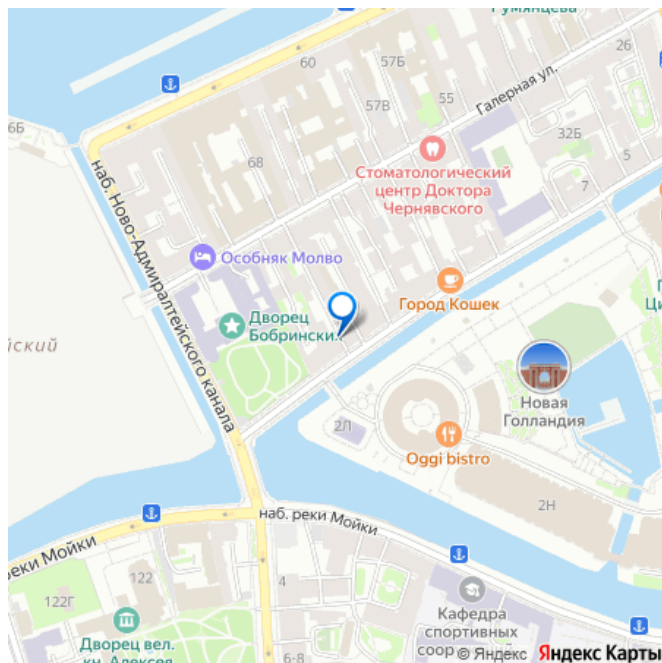 Румянцева
60
57Б
26
57В
55
Галерная ул.
6Б
32Б
68
5
Стоматологический
центр Доктора
Чернявского
7
наб. Ново-Адмиралтейского канала
Особняк Молво
Город Кошек
Дворец
Бобрински...
йский
Новая
Голландия
2Л
Oggi bistro
2Н
наб. реки Мойки
реки Мойки
122
4
122Г
Кафедра
спортивных
Дворец вел.
кн. Алексея
6-8
© Яндекс Яндекс Карты